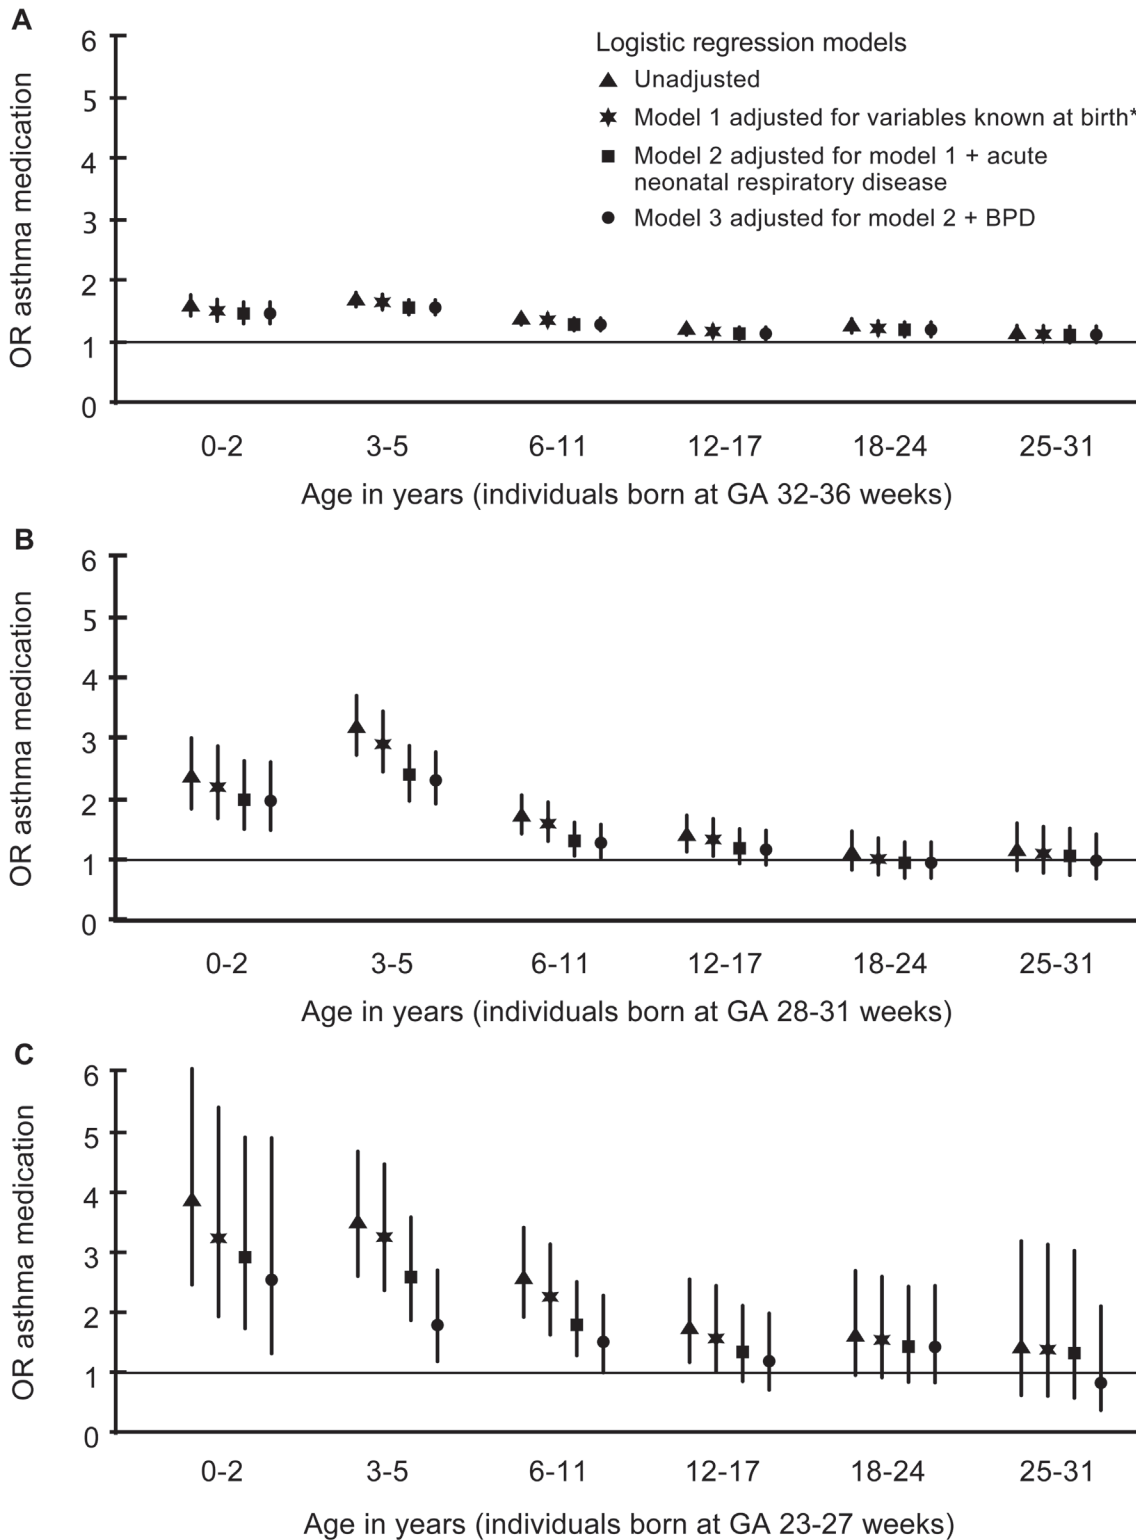 A
6
5
4
3
2
1
0
OR asthma medication
Logistic regression models
Unadjusted
Model 1 adjusted for variables known at birth*
Model 2 adjusted for model 1 + acute
neonatal respiratory disease
Model 3 adjusted for model 2 + BPD
0-2 3-5 6-11 12-17 18-24 25-31
Age in years (individuals born at GA 32-36 weeks)
B
6
5
4
3
2
1
0
OR asthma medication
0-2 3-5 6-11 12-17 18-24 25-31
Age in years (individuals born at GA 28-31 weeks)
C
6
5
4
3
2
1
0
OR asthma medication
0-2 3-5 6-11 12-17 18-24 25-31
Age in years (individuals born at GA 23-27 weeks)